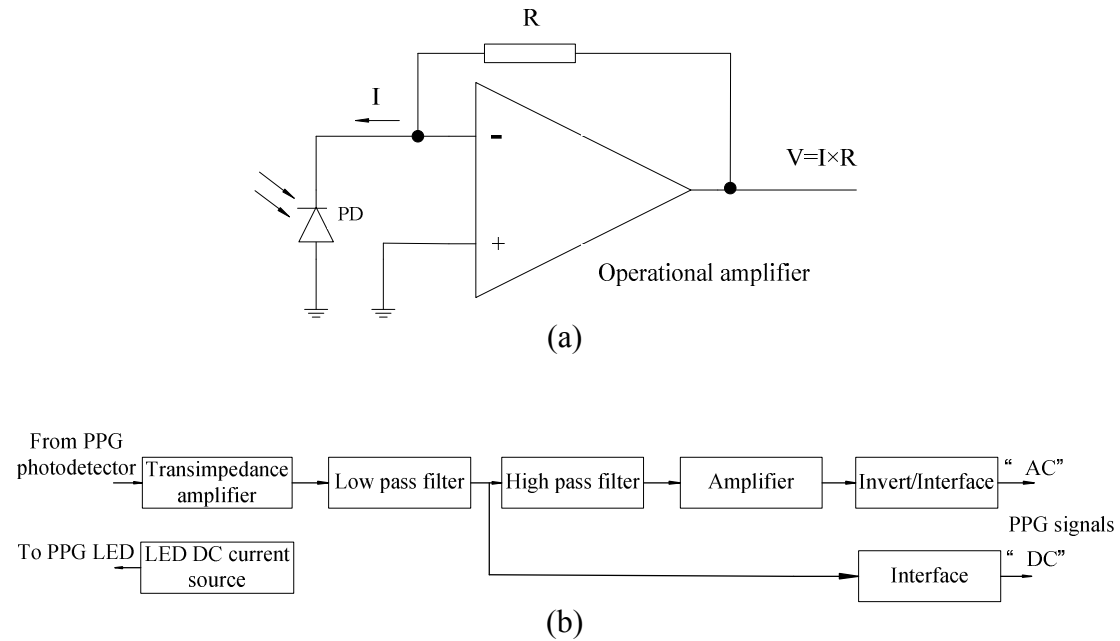 R
I
-
V=I×R
PD
+
Operational amplifier
(a)
From PPG
photodetector
Transimpedance
amplifier
Low pass filter
High pass filter
Amplifier
Invert/Interface
“ AC”
PPG signals
To PPG LED
LED DC current
source
Interface
“ DC”
(b)